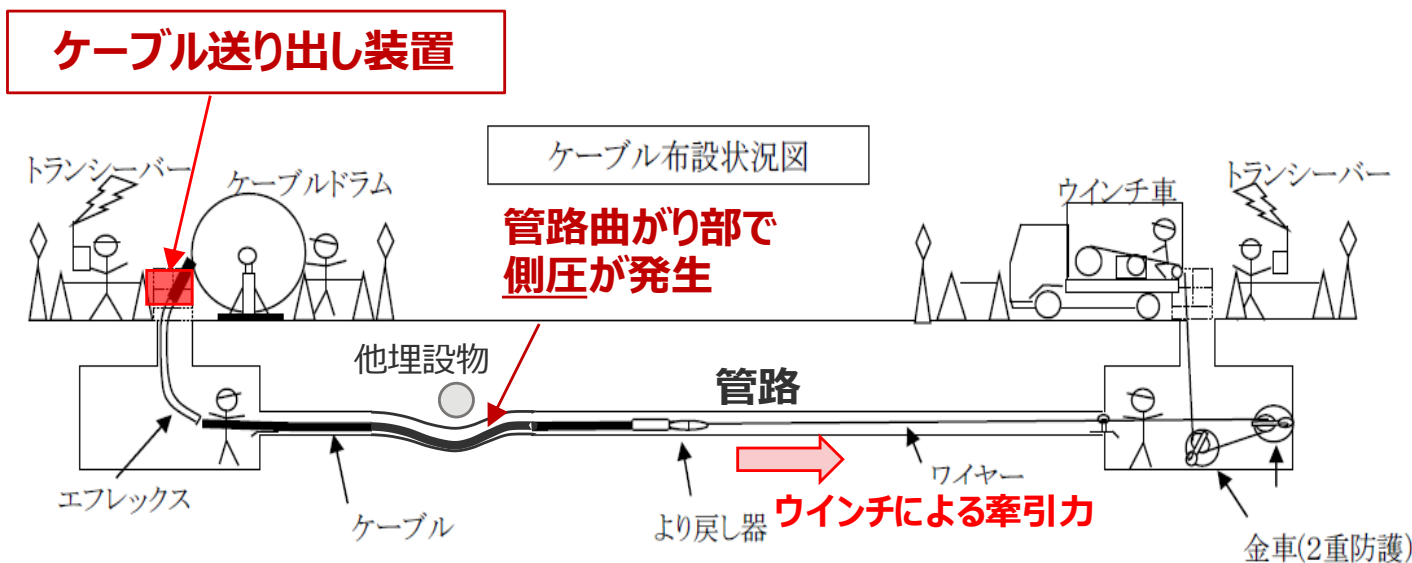 ケーブル送り出し装置
ケーブル布設状況図
トランシーバー
ケーブルドラム
ウインチ車
トランシーバー
管路曲がり部で
側圧が発生
他埋設物
管路
エフレックス
ケーブル
より戻し器
ワイヤー
ウインチによる牽引力
金車(2重防護)